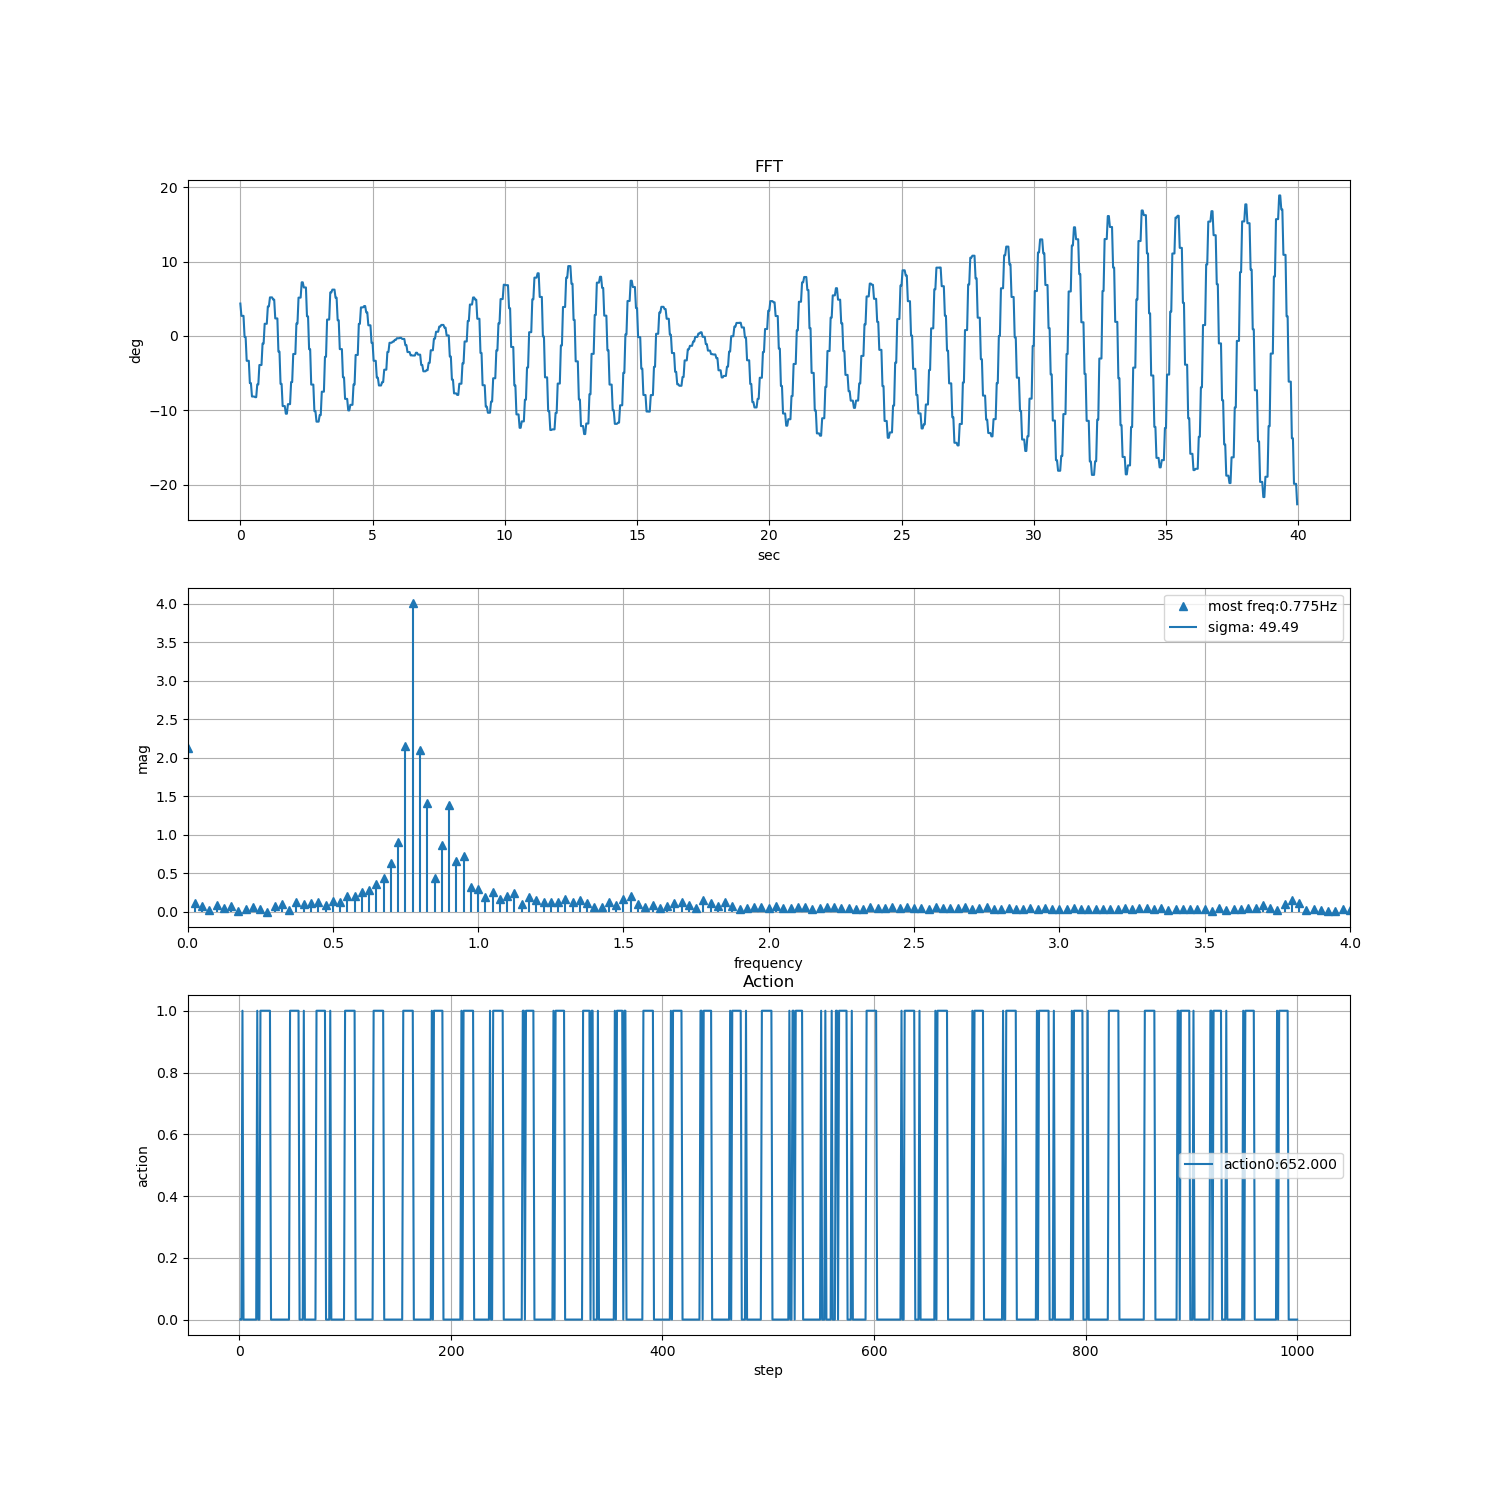 FFT
20
10
0
−10
−20
deg
0 5 10 15 20 25 30 35 40
sec
4.0
3.5
3.0
2.5
2.0
1.5
1.0
0.5
0.0
mag
most freq:0.775Hz
sigma: 49.49
0.0 0.5 1.0 1.5 2.0 2.5 3.0 3.5 4.0
frequency
Action
1.0
0.8
0.6
0.4
0.2
0.0
action
action0:652.000
0 200 400 600 800 1000
step